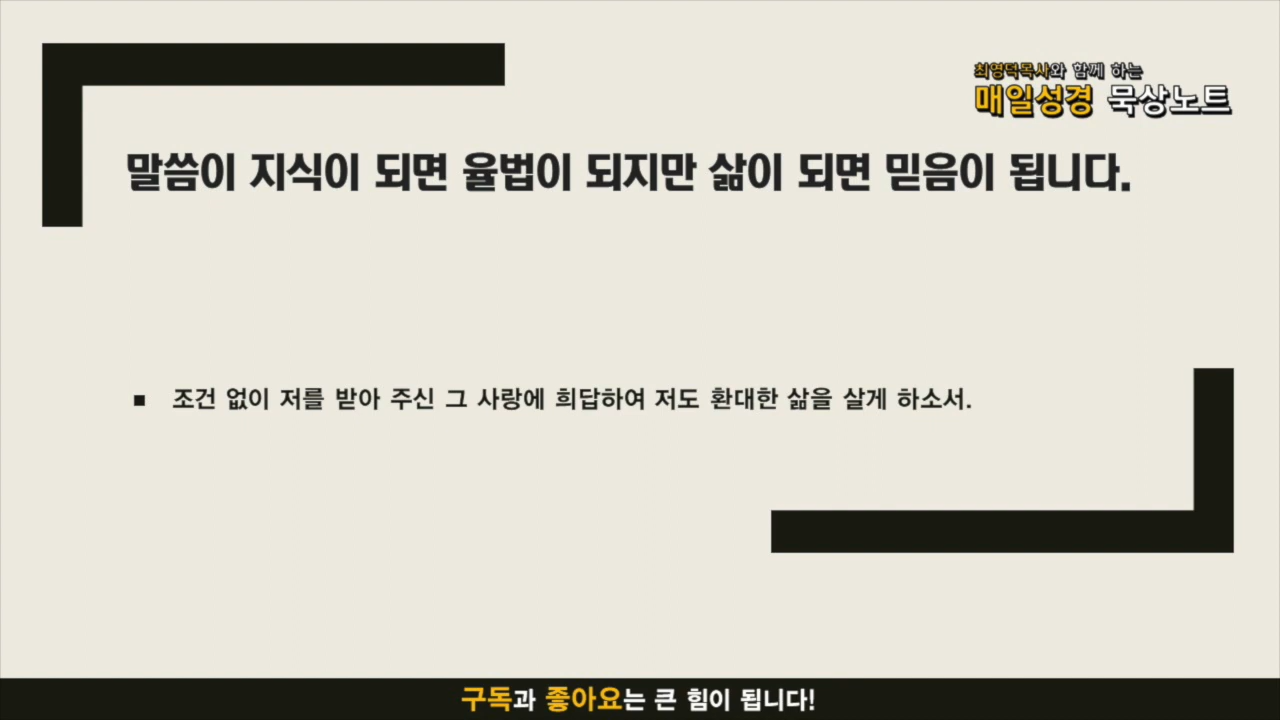 최영덕목사와 함께 하는
매일성경 묵상노트
말씀이 지식이 되면 율법이 되지만 삶이 되면 믿음이 됩니다.
▪ 조건 없이 저를 받아 주신 그 사랑에 희답하여 저도 환대한 삶을 살게 하소서.
구독과 좋아요는 큰 힘이 됩니다!